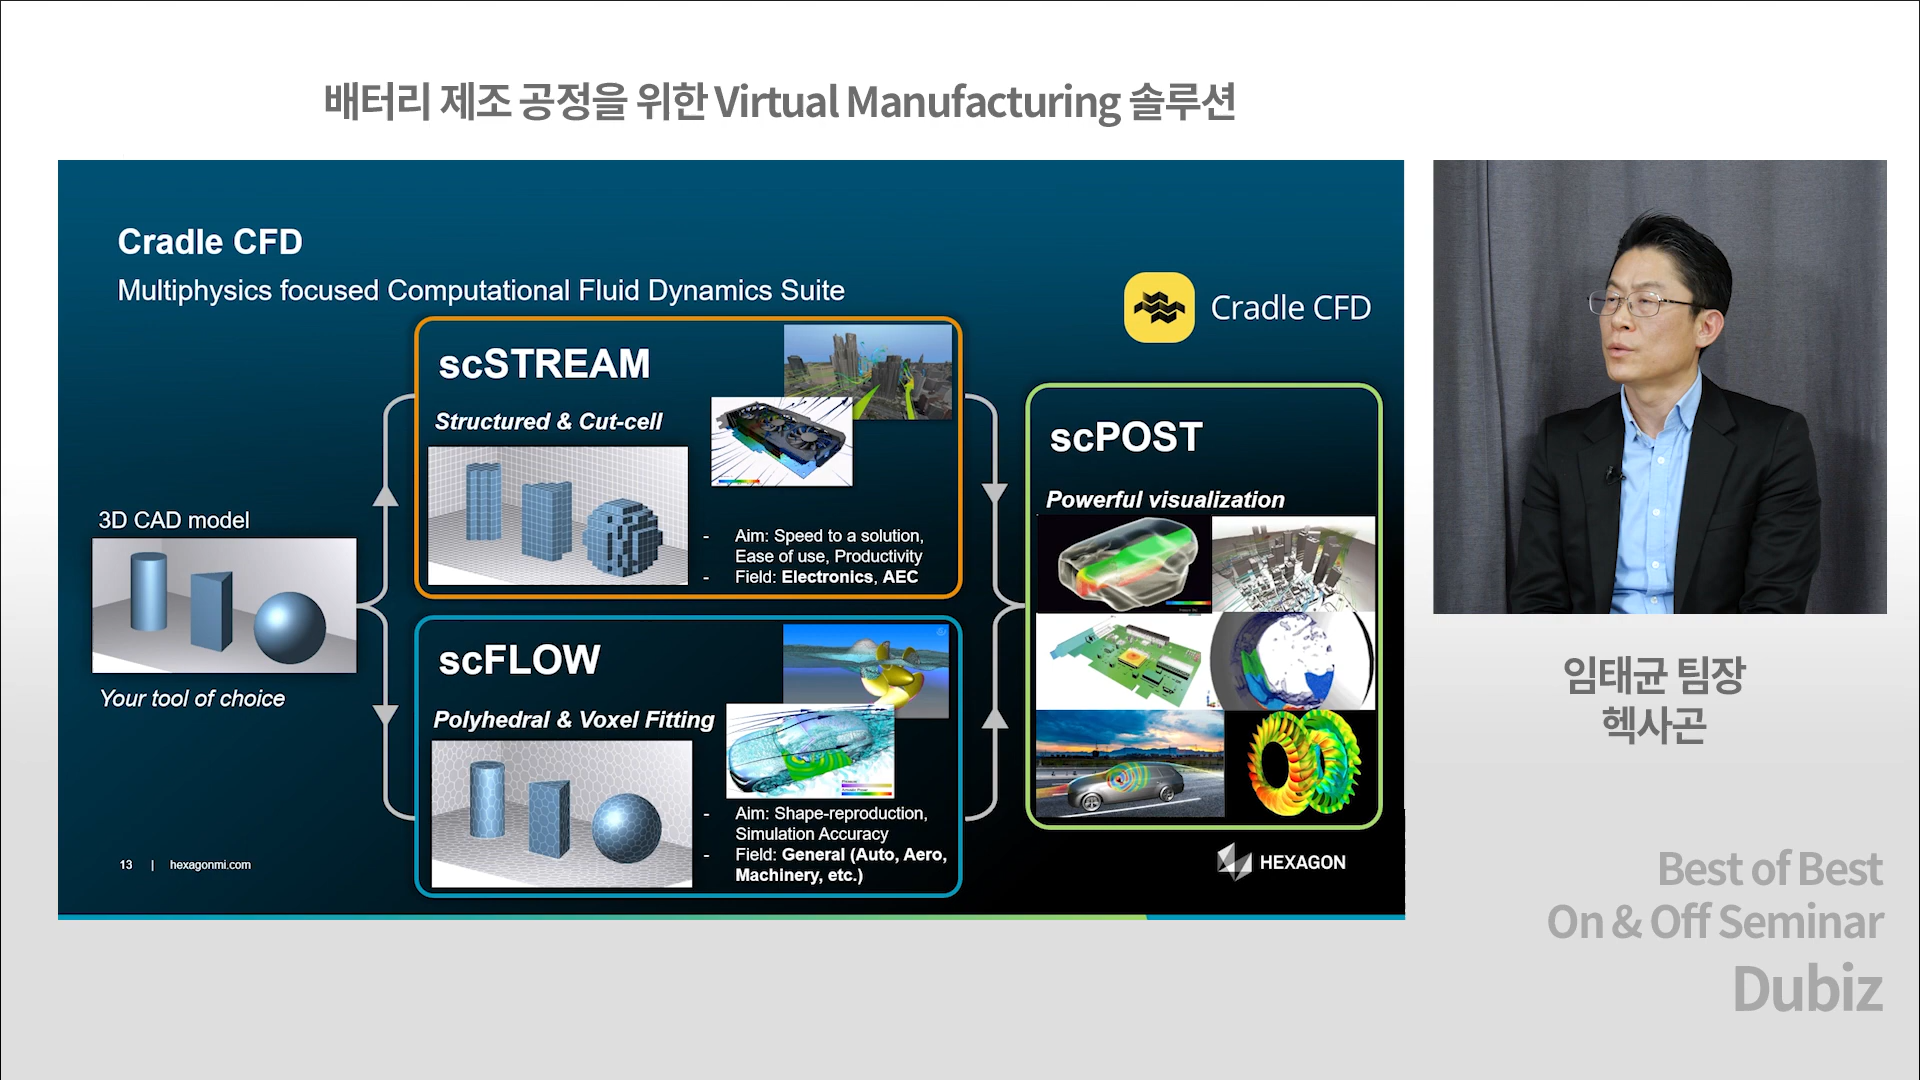 배터리 제조 공정을 위한 Virtual Manufacturing 솔루션
Cradle CFD
Multiphysics focused Computational Fluid Dynamics Suite
Cradle CFD
3D CAD model
Your tool of choice
scSTREAM
Structured & Cut-cell
- Aim: Speed to a solution,
Ease of use, Productivity
- Field: Electronics, AEC
scFLOW
Polyhedral & Voxel Fitting
- Aim: Shape-reproduction,
Simulation Accuracy
- Field: General (Auto, Aero,
Machinery, etc.)
scPOST
Powerful visualization
13 | hexagonmi.com
HEXAGON
임태균 팀장
헥사곤
Best of Best
On & Off Seminar
Dubiz